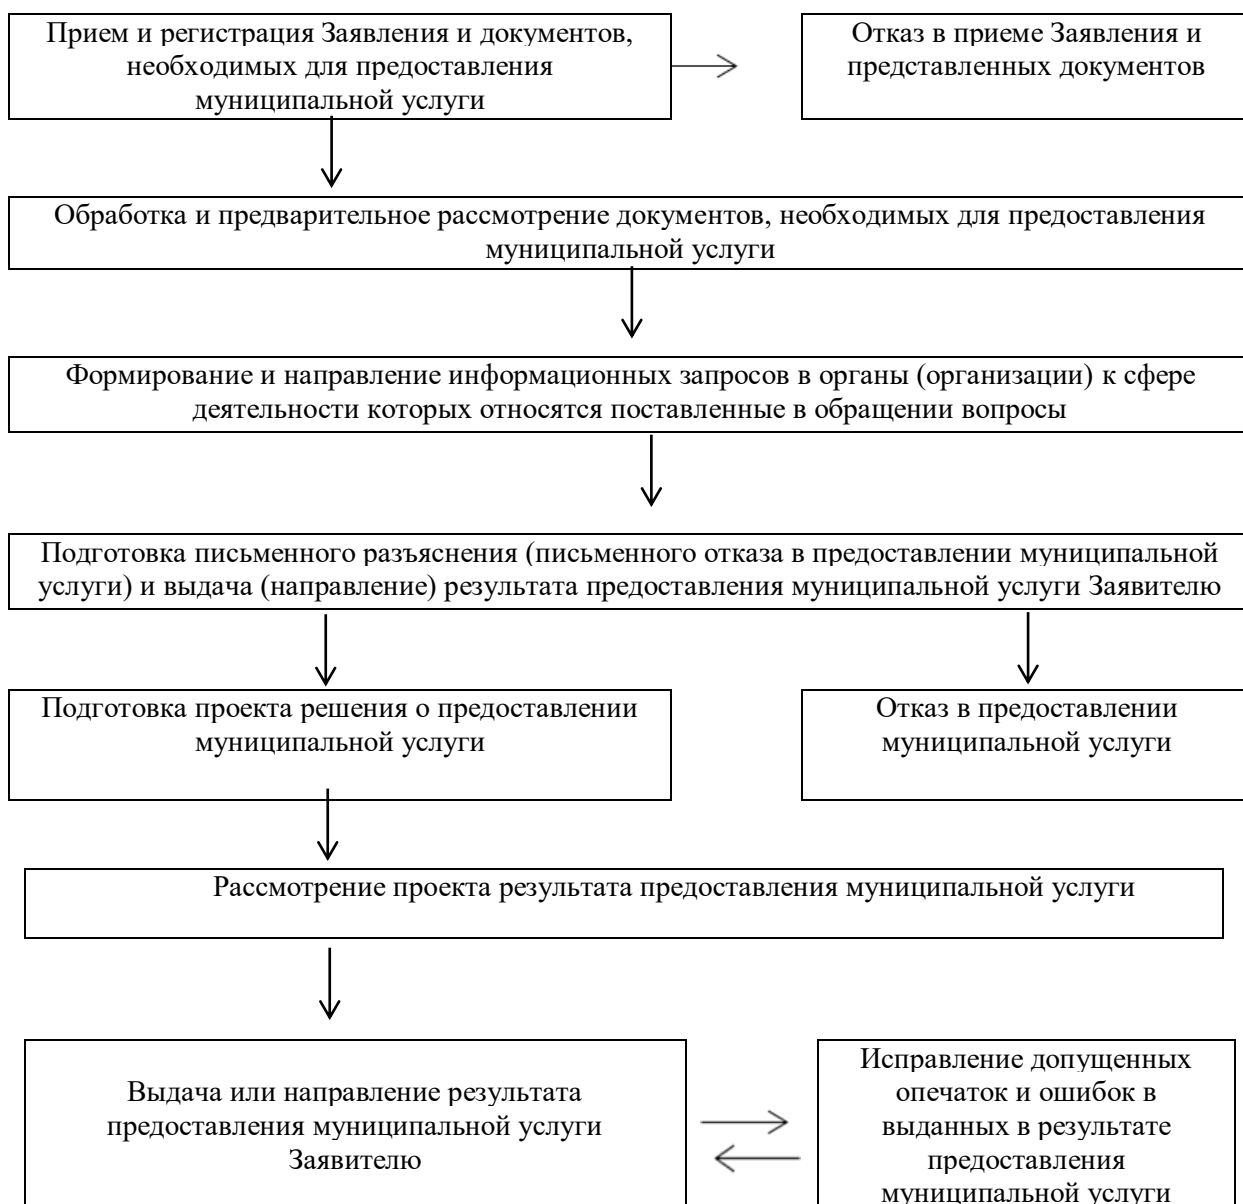 Прием и регистрация Заявления и документов,
необходимых для предоставления
муниципальной услуги
Отказ в приеме Заявления и
представленных документов
Обработка и предварительное рассмотрение документов, необходимых для предоставления
муниципальной услуги
Формирование и направление информационных запросов в органы (организации) к сфере
деятельности которых относятся поставленные в обращении вопросы
Подготовка письменного разъяснения (письменного отказа в предоставлении муниципальной
услуги) и выдача (направление) результата предоставления муниципальной услуги Заявителю
Подготовка проекта решения о предоставлении
муниципальной услуги
Отказ в предоставлении
муниципальной услуги
Рассмотрение проекта результата предоставления муниципальной услуги
Выдача или направление результата
предоставления муниципальной услуги
Заявителю
Исправление допущенных
опечаток и ошибок в
выданных в результате
предоставления
муниципальной услуги